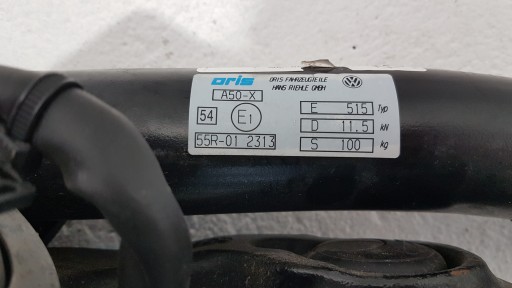 oris ORIS FAHRZEUGTEILE
HANS RIEHLE GMBH
A50-X
54 E1
55R-01 2313
E 515 Typ
D 11.5 kN
S 100 kg